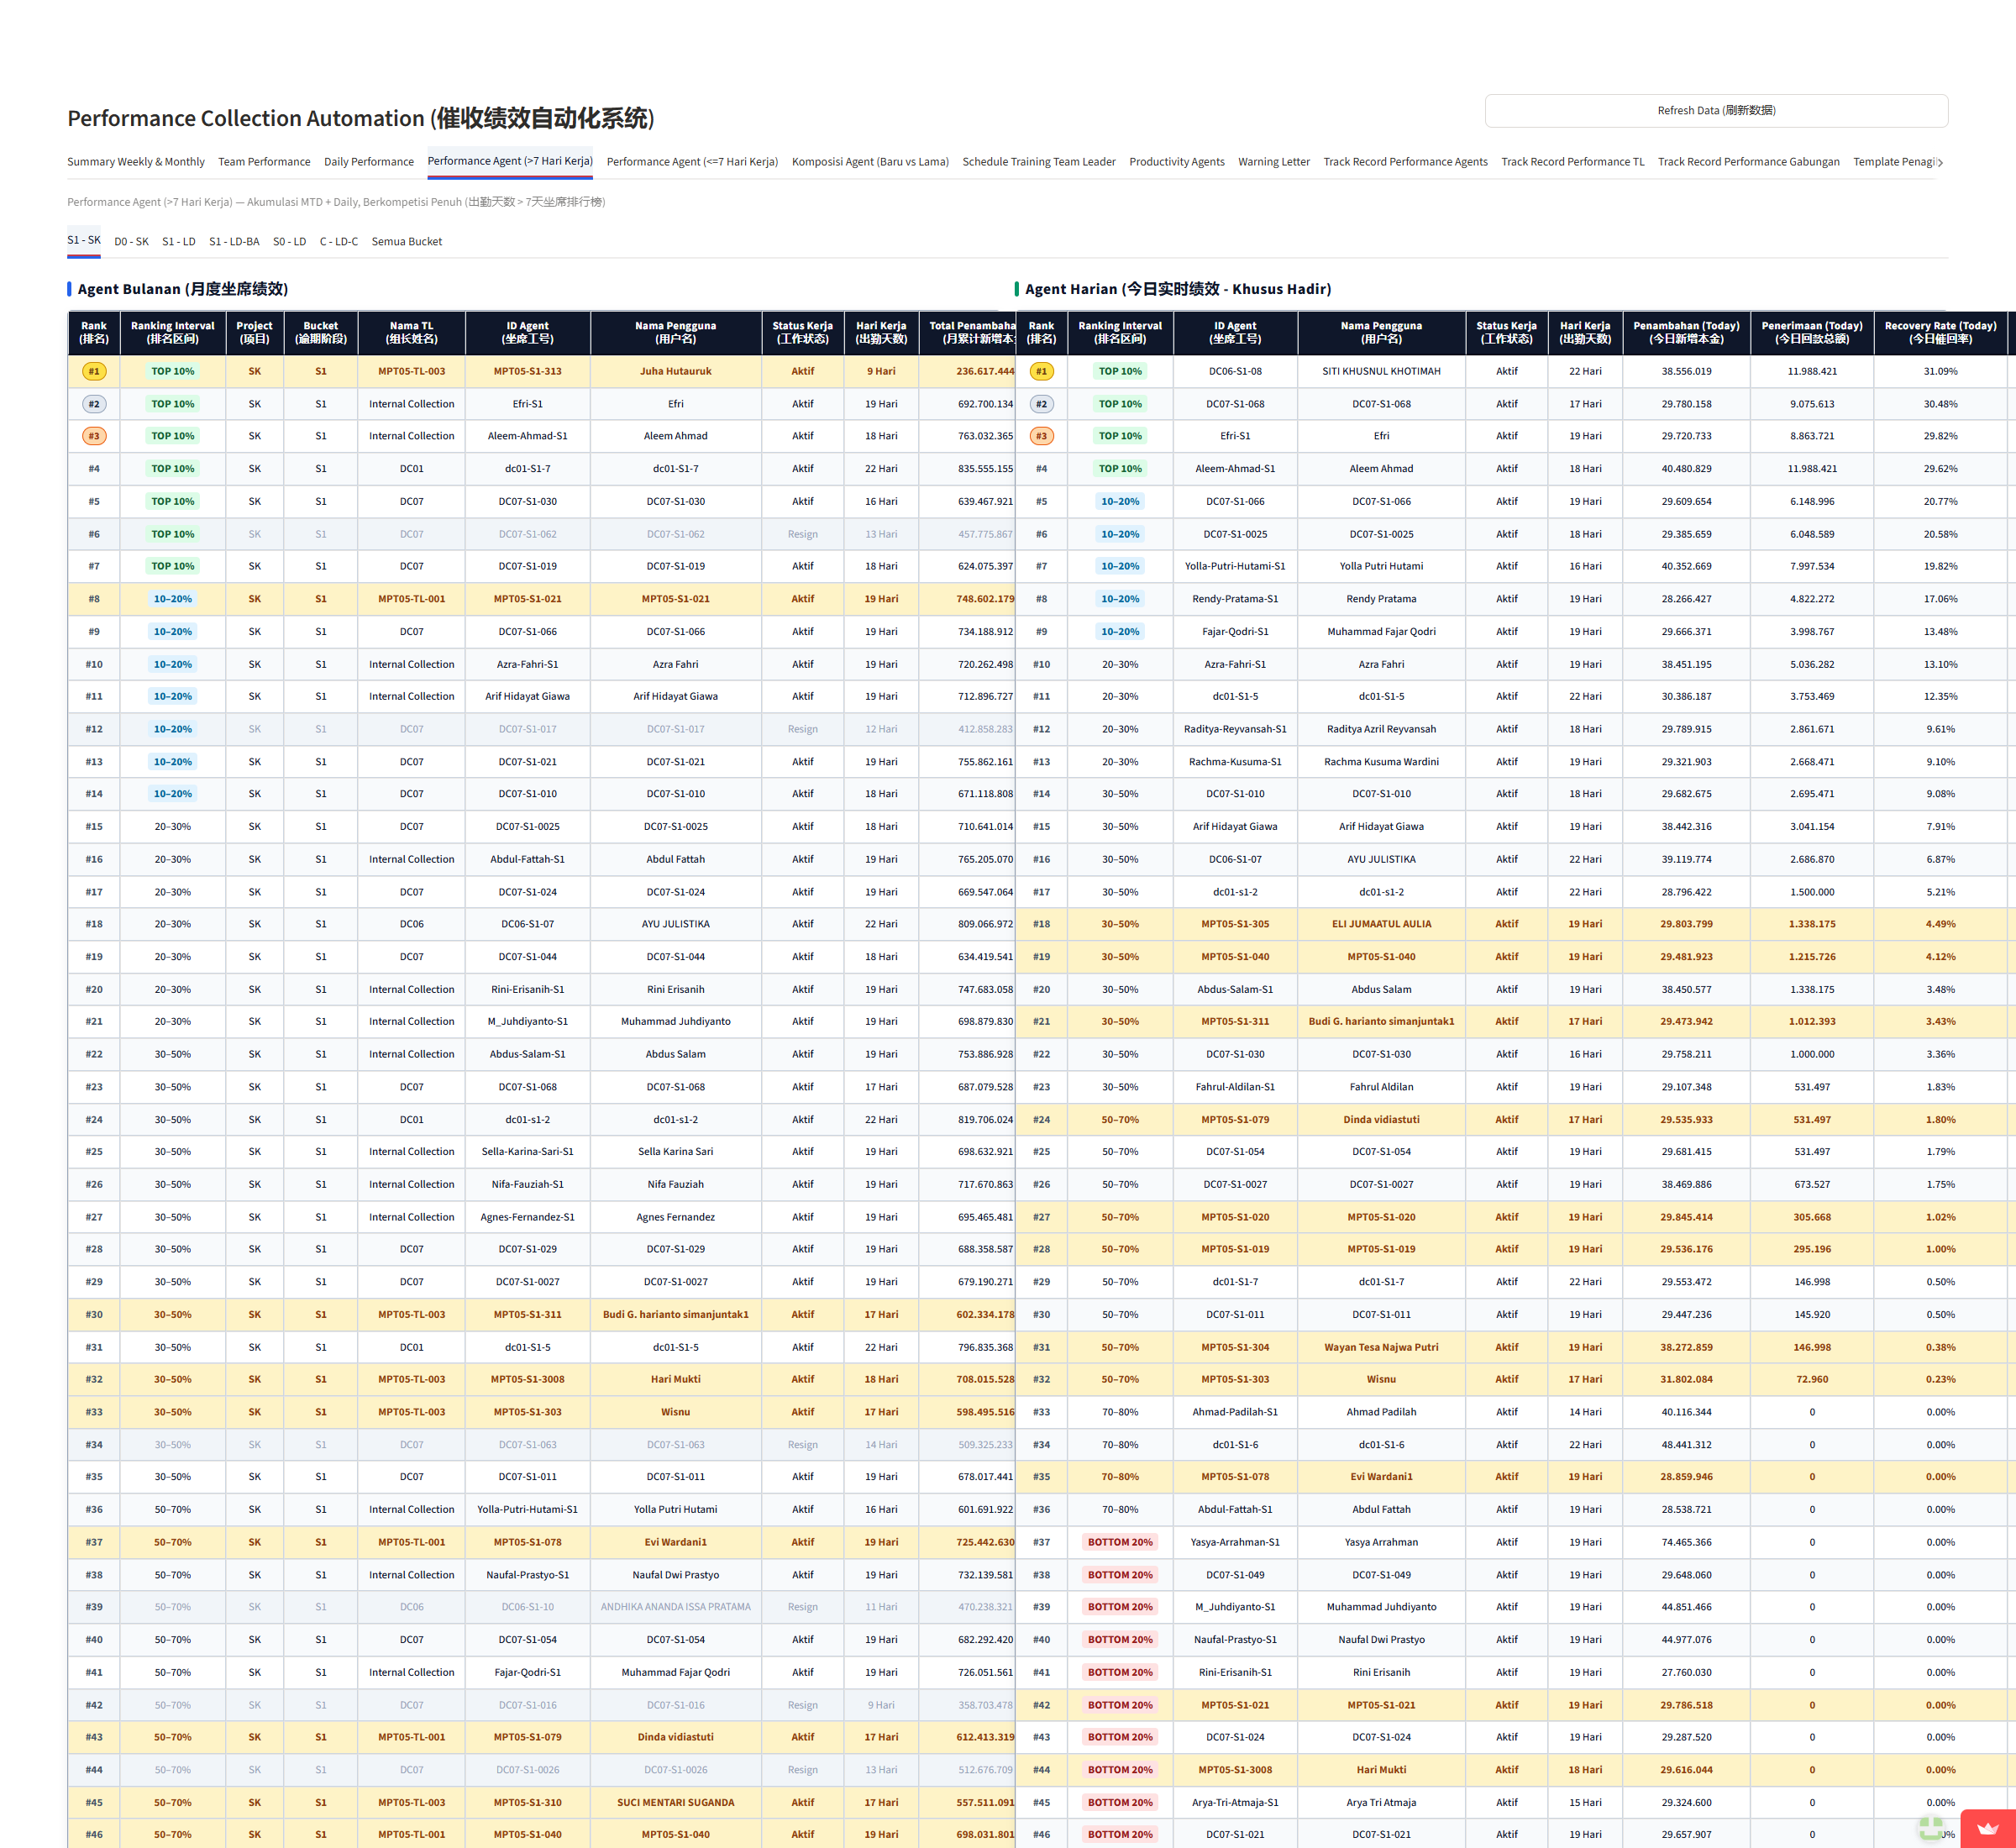 Performance Collection Automation (催收绩效自动化系统)
Refresh Data (刷新数据)
Summary Weekly & Monthly Team Performance Daily Performance Performance Agent (>7 Hari Kerja) Performance Agent (<=7 Hari Kerja) Komposisi Agent (Baru vs Lama) Schedule Training Team Leader Productivity Agents Warning Letter Track Record Performance Agents Track Record Performance TL Track Record Performance Gabungan Template Penagi
Performance Agent (>7 Hari Kerja) — Akumulasi MTD + Daily, Berkompetisi Penuh (出勤天数 > 7天坐席排行榜)
S1 - SK D0 - SK S1 - LD S1 - LD-BA S0 - LD C - LD-C Semua Bucket
Agent Bulanan (月度坐席绩效)
Rank Ranking Interval Project Bucket Nama TL ID Agent Nama Pengguna Status Kerja Hari Kerja Total Penambaha
(排名) (排名区间) (项目) (逾期阶段) (组长姓名) (坐席工号) (用户名) (工作状态) (出勤天数) (月累计新增本
#1 TOP 10% SK S1 MPT05-TL-003 MPT05-S1-313 Juha Hutauruk Aktif 9 Hari 236.617.444
#2 TOP 10% SK S1 Internal Collection Efri-S1 Efri Aktif 19 Hari 692.700.134
#3 TOP 10% SK S1 Internal Collection Aleem-Ahmad-S1 Aleem Ahmad Aktif 18 Hari 763.032.365
#4 TOP 10% SK S1 DC01 dc01-S1-7 dc01-S1-7 Aktif 22 Hari 835.555.155
#5 TOP 10% SK S1 DC07 DC07-S1-030 DC07-S1-030 Aktif 16 Hari 639.467.921
#6 TOP 10% SK S1 DC07 DC07-S1-062 DC07-S1-062 Resign 13 Hari 457.775.867
#7 TOP 10% SK S1 DC07 DC07-S1-019 DC07-S1-019 Aktif 18 Hari 624.075.397
#8 10–20% SK S1 MPT05-TL-001 MPT05-S1-021 MPT05-S1-021 Aktif 19 Hari 748.602.179
#9 10–20% SK S1 DC07 DC07-S1-066 DC07-S1-066 Aktif 19 Hari 734.188.912
#10 10–20% SK S1 Internal Collection Azra-Fahri-S1 Azra Fahri Aktif 19 Hari 720.262.498
#11 10–20% SK S1 Internal Collection Arif Hidayat Giawa Arif Hidayat Giawa Aktif 19 Hari 712.896.727
#12 10–20% SK S1 DC07 DC07-S1-017 DC07-S1-017 Resign 12 Hari 412.858.283
#13 10–20% SK S1 DC07 DC07-S1-021 DC07-S1-021 Aktif 19 Hari 755.862.161
#14 10–20% SK S1 DC07 DC07-S1-010 DC07-S1-010 Aktif 18 Hari 671.118.808
#15 20–30% SK S1 DC07 DC07-S1-0025 DC07-S1-0025 Aktif 18 Hari 710.641.014
#16 20–30% SK S1 Internal Collection Abdul-Fattah-S1 Abdul Fattah Aktif 19 Hari 765.205.070
#17 20–30% SK S1 DC07 DC07-S1-024 DC07-S1-024 Aktif 19 Hari 669.547.064
#18 20–30% SK S1 DC06 DC06-S1-07 AYU JULISTIKA Aktif 22 Hari 809.066.972
#19 20–30% SK S1 DC07 DC07-S1-044 DC07-S1-044 Aktif 18 Hari 634.419.541
#20 20–30% SK S1 Internal Collection Rini-Erisanih-S1 Rini Erisanih Aktif 19 Hari 747.683.058
#21 20–30% SK S1 Internal Collection M_Juhdiyanto-S1 Muhammad Juhdiyanto Aktif 19 Hari 698.879.830
#22 30–50% SK S1 Internal Collection Abdus-Salam-S1 Abdus Salam Aktif 19 Hari 753.886.928
#23 30–50% SK S1 DC07 DC07-S1-068 DC07-S1-068 Aktif 17 Hari 687.079.528
#24 30–50% SK S1 DC01 dc01-s1-2 dc01-s1-2 Aktif 22 Hari 819.706.024
#25 30–50% SK S1 Internal Collection Sella-Karina-Sari-S1 Sella Karina Sari Aktif 19 Hari 698.632.921
#26 30–50% SK S1 Internal Collection Nifa-Fauziah-S1 Nifa Fauziah Aktif 19 Hari 717.670.863
#27 30–50% SK S1 Internal Collection Agnes-Fernandez-S1 Agnes Fernandez Aktif 19 Hari 695.465.481
#28 30–50% SK S1 DC07 DC07-S1-029 DC07-S1-029 Aktif 19 Hari 688.358.587
#29 30–50% SK S1 DC07 DC07-S1-0027 DC07-S1-0027 Aktif 19 Hari 679.190.271
#30 30–50% SK S1 MPT05-TL-003 MPT05-S1-311 Budi G. harianto simanjuntak1 Aktif 17 Hari 602.334.178
#31 30–50% SK S1 DC01 dc01-S1-5 dc01-S1-5 Aktif 22 Hari 796.835.368
#32 30–50% SK S1 MPT05-TL-003 MPT05-S1-3008 Hari Mukti Aktif 18 Hari 708.015.528
#33 30–50% SK S1 MPT05-TL-003 MPT05-S1-303 Wisnu Aktif 17 Hari 598.495.516
#34 30–50% SK S1 DC07 DC07-S1-063 DC07-S1-063 Resign 14 Hari 509.325.233
#35 30–50% SK S1 DC07 DC07-S1-011 DC07-S1-011 Aktif 19 Hari 678.017.441
#36 50–70% SK S1 Internal Collection Yolla-Putri-Hutami-S1 Yolla Putri Hutami Aktif 16 Hari 601.691.922
#37 50–70% SK S1 MPT05-TL-001 MPT05-S1-078 Evi Wardani1 Aktif 19 Hari 725.442.630
#38 50–70% SK S1 Internal Collection Naufal-Prastyo-S1 Naufal Dwi Prastyo Aktif 19 Hari 732.139.581
#39 50–70% SK S1 DC06 DC06-S1-10 ANDHIKA ANANDA ISSA PRATAMA Resign 11 Hari 470.238.321
#40 50–70% SK S1 DC07 DC07-S1-054 DC07-S1-054 Aktif 19 Hari 682.292.420
#41 50–70% SK S1 Internal Collection Fajar-Qodri-S1 Muhammad Fajar Qodri Aktif 19 Hari 726.051.561
#42 50–70% SK S1 DC07 DC07-S1-016 DC07-S1-016 Resign 9 Hari 358.703.478
#43 50–70% SK S1 MPT05-TL-001 MPT05-S1-079 Dinda vidiastuti Aktif 17 Hari 612.413.319
#44 50–70% SK S1 DC07 DC07-S1-0026 DC07-S1-0026 Resign 13 Hari 512.676.709
#45 50–70% SK S1 MPT05-TL-003 MPT05-S1-310 SUCI MENTARI SUGANDA Aktif 17 Hari 557.511.091
#46 50–70% SK S1 MPT05-TL-001 MPT05-S1-040 MPT05-S1-040 Aktif 19 Hari 698.031.801
Agent Harian (今日实时绩效 - Khusus Hadir)
Rank Ranking Interval ID Agent Nama Pengguna Status Kerja Hari Kerja Penambahan (Today) Penerimaan (Today) Recovery Rate (Today)
(排名) (排名区间) (坐席工号) (用户名) (工作状态) (出勤天数) (今日新增本金) (今日回款总额) (今日催回率)
#1 TOP 10% DC06-S1-08 SITI KHUSNUL KHOTIMAH Aktif 22 Hari 38.556.019 11.988.421 31.09%
#2 TOP 10% DC07-S1-068 DC07-S1-068 Aktif 17 Hari 29.780.158 9.075.613 30.48%
#3 TOP 10% Efri-S1 Efri Aktif 19 Hari 29.720.733 8.863.721 29.82%
#4 TOP 10% Aleem-Ahmad-S1 Aleem Ahmad Aktif 18 Hari 40.480.829 11.988.421 29.62%
#5 10–20% DC07-S1-066 DC07-S1-066 Aktif 19 Hari 29.609.654 6.148.996 20.77%
#6 10–20% DC07-S1-0025 DC07-S1-0025 Aktif 18 Hari 29.385.659 6.048.589 20.58%
#7 10–20% Yolla-Putri-Hutami-S1 Yolla Putri Hutami Aktif 16 Hari 40.352.669 7.997.534 19.82%
#8 10–20% Rendy-Pratama-S1 Rendy Pratama Aktif 19 Hari 28.266.427 4.822.272 17.06%
#9 10–20% Fajar-Qodri-S1 Muhammad Fajar Qodri Aktif 19 Hari 29.666.371 3.998.767 13.48%
#10 20–30% Azra-Fahri-S1 Azra Fahri Aktif 19 Hari 38.451.195 5.036.282 13.10%
#11 20–30% dc01-S1-5 dc01-S1-5 Aktif 22 Hari 30.386.187 3.753.469 12.35%
#12 20–30% Raditya-Reyvansah-S1 Raditya Azril Reyvansah Aktif 18 Hari 29.789.915 2.861.671 9.61%
#13 20–30% Rachma-Kusuma-S1 Rachma Kusuma Wardini Aktif 19 Hari 29.321.903 2.668.471 9.10%
#14 30–50% DC07-S1-010 DC07-S1-010 Aktif 18 Hari 29.682.675 2.695.471 9.08%
#15 30–50% Arif Hidayat Giawa Arif Hidayat Giawa Aktif 19 Hari 38.442.316 3.041.154 7.91%
#16 30–50% DC06-S1-07 AYU JULISTIKA Aktif 22 Hari 39.119.774 2.686.870 6.87%
#17 30–50% dc01-s1-2 dc01-s1-2 Aktif 22 Hari 28.796.422 1.500.000 5.21%
#18 30–50% MPT05-S1-305 ELI JUMAATUL AULIA Aktif 19 Hari 29.803.799 1.338.175 4.49%
#19 30–50% MPT05-S1-040 MPT05-S1-040 Aktif 19 Hari 29.481.923 1.215.726 4.12%
#20 30–50% Abdus-Salam-S1 Abdus Salam Aktif 19 Hari 38.450.577 1.338.175 3.48%
#21 30–50% MPT05-S1-311 Budi G. harianto simanjuntak1 Aktif 17 Hari 29.473.942 1.012.393 3.43%
#22 30–50% DC07-S1-030 DC07-S1-030 Aktif 16 Hari 29.758.211 1.000.000 3.36%
#23 30–50% Fahrul-Aldilan-S1 Fahrul Aldilan Aktif 19 Hari 29.107.348 531.497 1.83%
#24 50–70% MPT05-S1-079 Dinda vidiastuti Aktif 17 Hari 29.535.933 531.497 1.80%
#25 50–70% DC07-S1-054 DC07-S1-054 Aktif 19 Hari 29.681.415 531.497 1.79%
#26 50–70% DC07-S1-0027 DC07-S1-0027 Aktif 19 Hari 38.469.886 673.527 1.75%
#27 50–70% MPT05-S1-020 MPT05-S1-020 Aktif 19 Hari 29.845.414 305.668 1.02%
#28 50–70% MPT05-S1-019 MPT05-S1-019 Aktif 19 Hari 29.536.176 295.196 1.00%
#29 50–70% dc01-S1-7 dc01-S1-7 Aktif 22 Hari 29.553.472 146.998 0.50%
#30 50–70% DC07-S1-011 DC07-S1-011 Aktif 19 Hari 29.447.236 145.920 0.50%
#31 50–70% MPT05-S1-304 Wayan Tesa Najwa Putri Aktif 19 Hari 38.272.859 146.998 0.38%
#32 50–70% MPT05-S1-303 Wisnu Aktif 17 Hari 31.802.084 72.960 0.23%
#33 70–80% Ahmad-Padilah-S1 Ahmad Padilah Aktif 14 Hari 40.116.344 0 0.00%
#34 70–80% dc01-S1-6 dc01-S1-6 Aktif 22 Hari 48.441.312 0 0.00%
#35 70–80% MPT05-S1-078 Evi Wardani1 Aktif 19 Hari 28.859.946 0 0.00%
#36 70–80% Abdul-Fattah-S1 Abdul Fattah Aktif 19 Hari 28.538.721 0 0.00%
#37 BOTTOM 20% Yasya-Arrahman-S1 Yasya Arrahman Aktif 19 Hari 74.465.366 0 0.00%
#38 BOTTOM 20% DC07-S1-049 DC07-S1-049 Aktif 19 Hari 29.648.060 0 0.00%
#39 BOTTOM 20% M_Juhdiyanto-S1 Muhammad Juhdiyanto Aktif 19 Hari 44.851.466 0 0.00%
#40 BOTTOM 20% Naufal-Prastyo-S1 Naufal Dwi Prastyo Aktif 19 Hari 44.977.076 0 0.00%
#41 BOTTOM 20% Rini-Erisanih-S1 Rini Erisanih Aktif 19 Hari 27.760.030 0 0.00%
#42 BOTTOM 20% MPT05-S1-021 MPT05-S1-021 Aktif 19 Hari 29.786.518 0 0.00%
#43 BOTTOM 20% DC07-S1-024 DC07-S1-024 Aktif 19 Hari 29.287.520 0 0.00%
#44 BOTTOM 20% MPT05-S1-3008 Hari Mukti Aktif 18 Hari 29.616.044 0 0.00%
#45 BOTTOM 20% Arya-Tri-Atmaja-S1 Arya Tri Atmaja Aktif 15 Hari 29.324.600 0 0.00%
#46 BOTTOM 20% DC07-S1-021 DC07-S1-021 Aktif 19 Hari 29.657.907 0